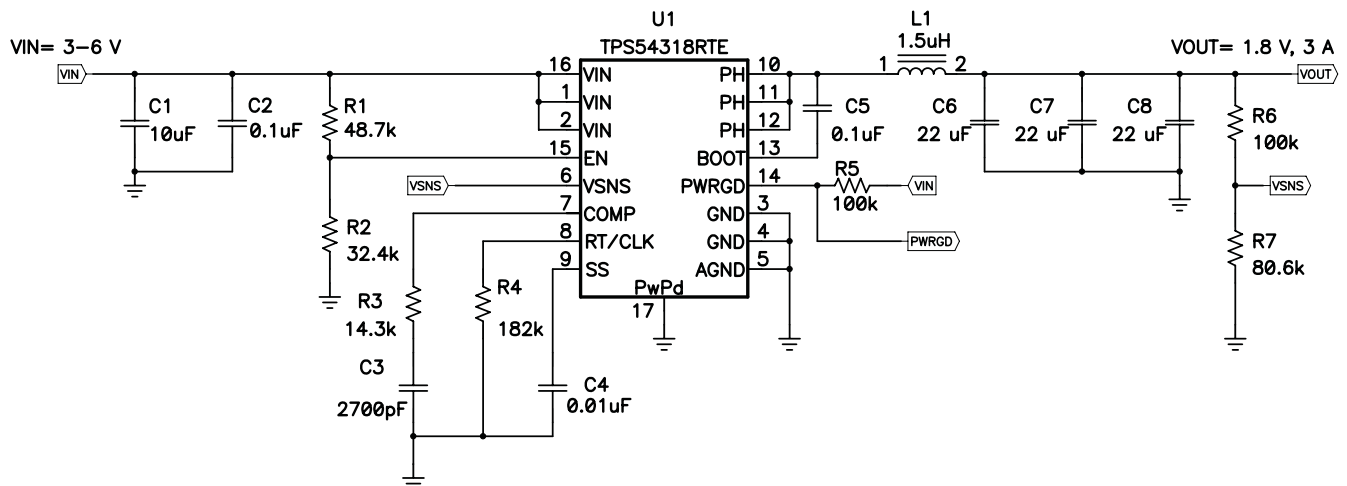 U1
TPS54318RTE
L1
1.5uH
VIN= 3-6 V
VOUT= 1.8 V, 3 A
VIN
VOUT
16 VIN
1 VIN
2 VIN
15 EN
6 VSNS
7 COMP
8 RT/CLK
9 SS
PH 10
PH 11
PH 12
BOOT 13
PWRGD 14
GND 3
GND 4
AGND 5
PwPd
17
1 2
C1
10uF
C2
0.1uF
R1
48.7k
C5
0.1uF
C6
22 uF
C7
22 uF
C8
22 uF
R6
100k
VSNS
R5
100k
VIN
VSNS
PWRGD
R2
32.4k
R7
80.6k
R3
14.3k
R4
182k
C3
2700pF
C4
0.01uF